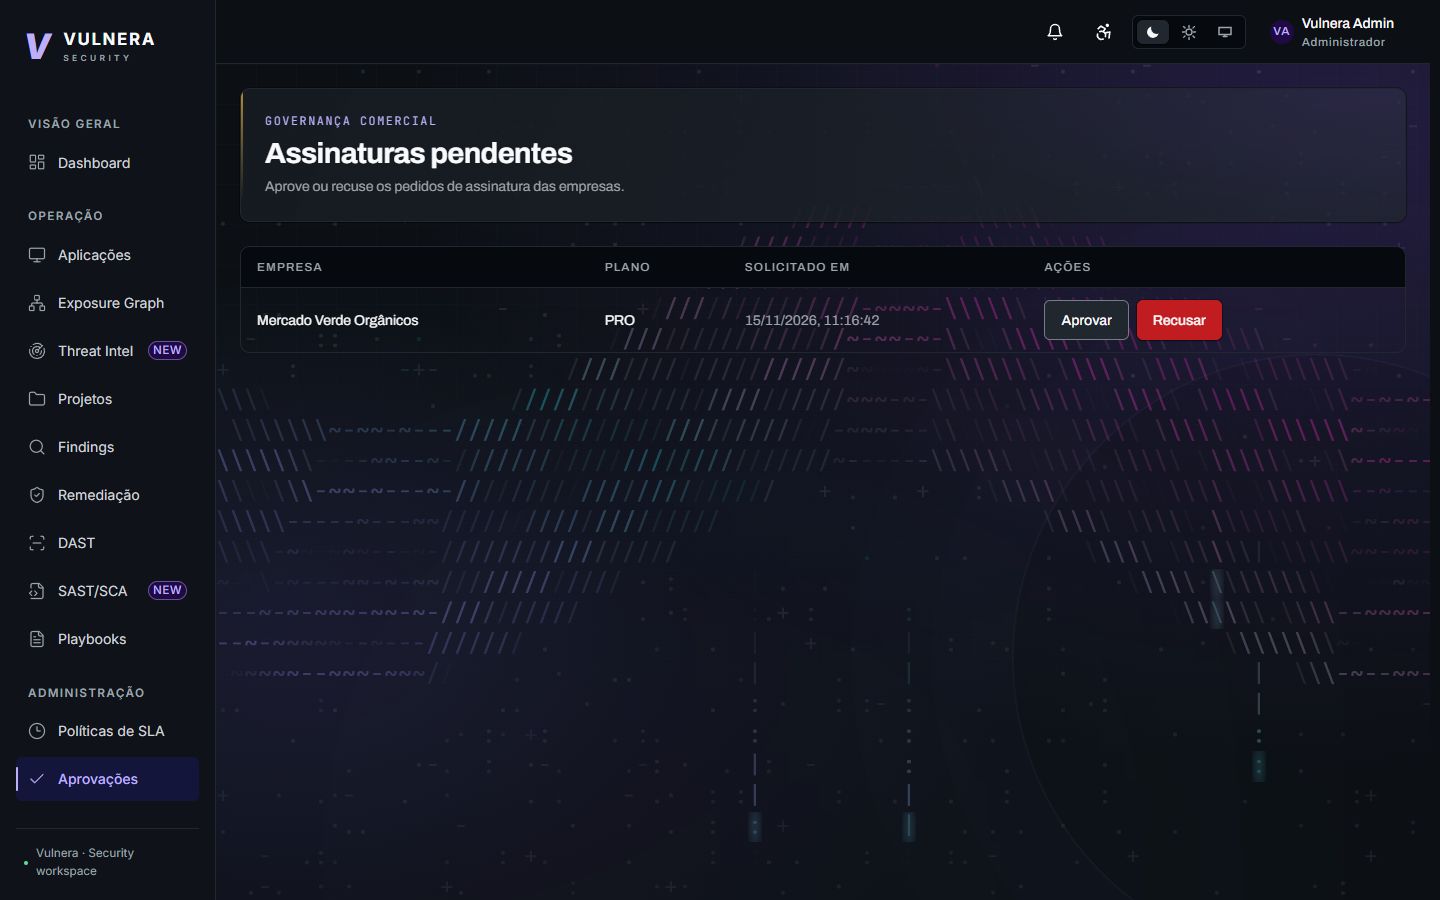 VULNERA
SECURITY
VISÃO GERAL
Dashboard
OPERAÇÃO
Aplicações
Exposure Graph
Threat Intel NEW
Projetos
Findings
Remediação
DAST
SAST/SCA NEW
Playbooks
ADMINISTRAÇÃO
Políticas de SLA
Aprovações
Vulnera · Security
workspace
VA
Vulnera Admin
Administrador
GOVERNANÇA COMERCIAL
Assinaturas pendentes
Aprove ou recuse os pedidos de assinatura das empresas.
EMPRESA PLANO SOLICITADO EM AÇÕES
Mercado Verde Orgânicos PRO 15/11/2026, 11:16:42 Aprovar Recusar